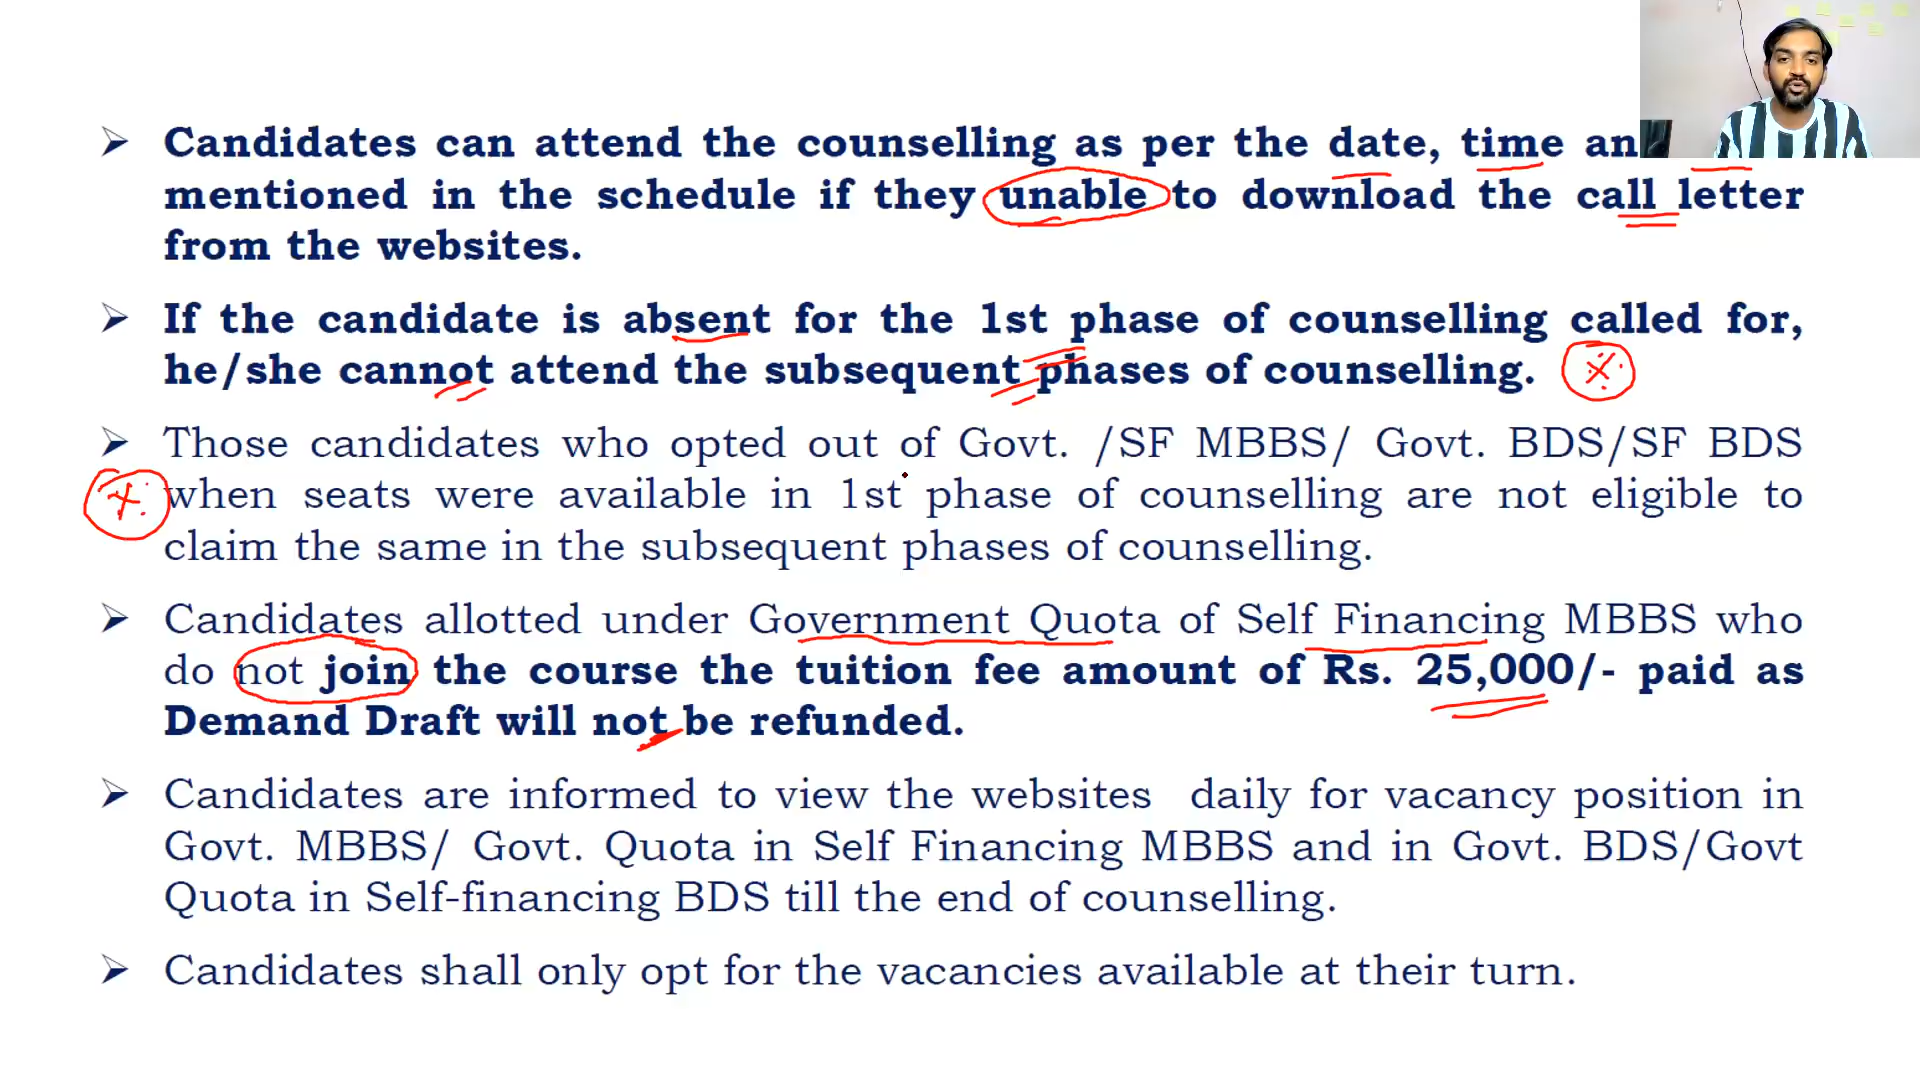 ➢ Candidates can attend the counselling as per the date, time an
mentioned in the schedule if they unable to download the call letter
from the websites.
➢ If the candidate is absent for the 1st phase of counselling called for,
he/she cannot attend the subsequent phases of counselling.
➢ Those candidates who opted out of Govt. /SF MBBS/ Govt. BDS/SF BDS
when seats were available in 1st phase of counselling are not eligible to
claim the same in the subsequent phases of counselling.
➢ Candidates allotted under Government Quota of Self Financing MBBS who
do not join the course the tuition fee amount of Rs. 25,000/- paid as
Demand Draft will not be refunded.
➢ Candidates are informed to view the websites daily for vacancy position in
Govt. MBBS/ Govt. Quota in Self Financing MBBS and in Govt. BDS/Govt
Quota in Self-financing BDS till the end of counselling.
➢ Candidates shall only opt for the vacancies available at their turn.